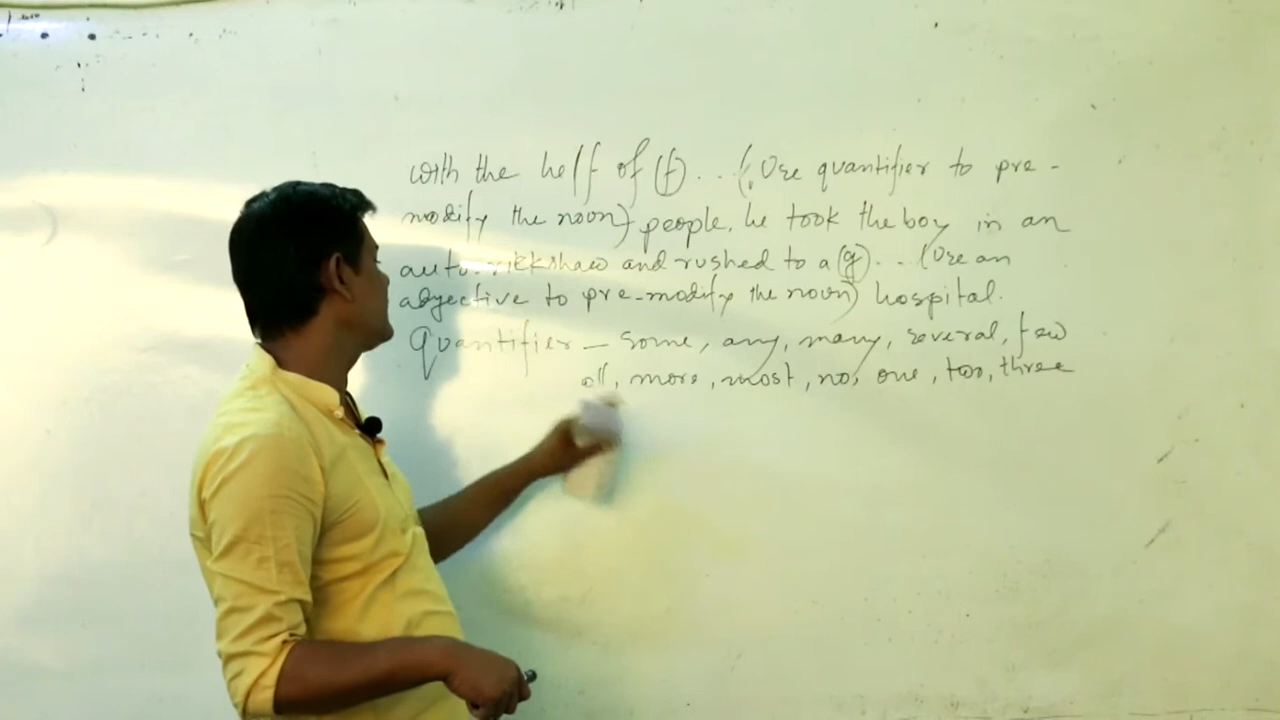 with the help of (f)...(Use quantifier to pre-
modify the noun) people, he took the boy in an
auto-rickshaw and rushed to a (g)...(Use an
adjective to pre-modify the noun) hospital.
Quantifier – some, any, many, several, few
all, more, most, no, one, two, three